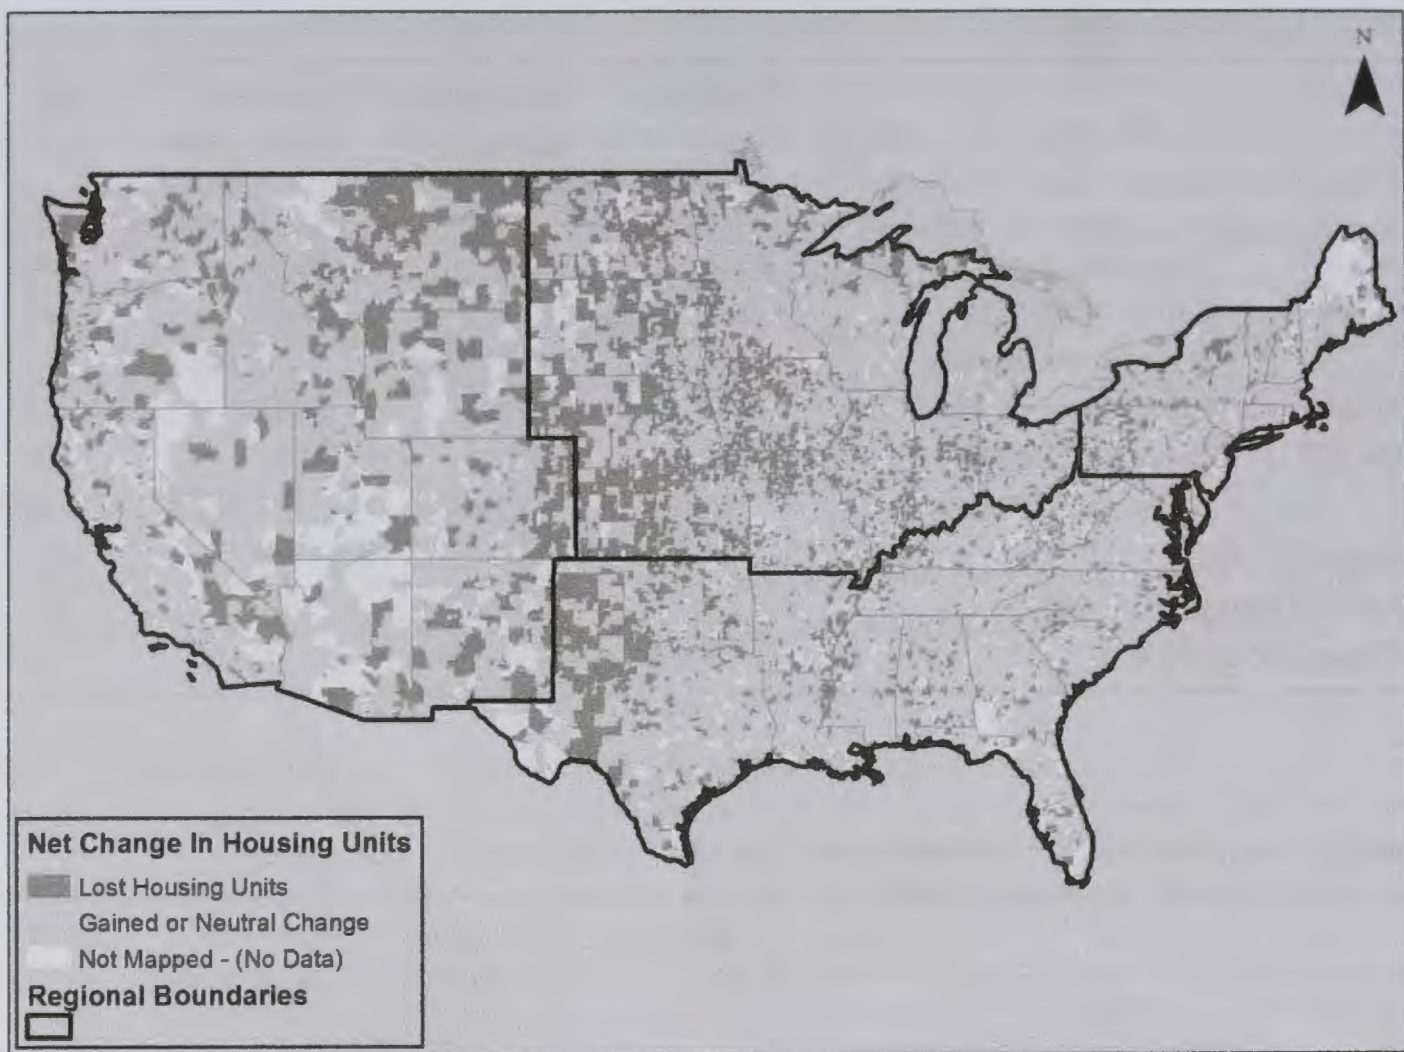 N
Net Change In Housing Units
Lost Housing Units
Gained or Neutral Change
Not Mapped - (No Data)
Regional Boundaries